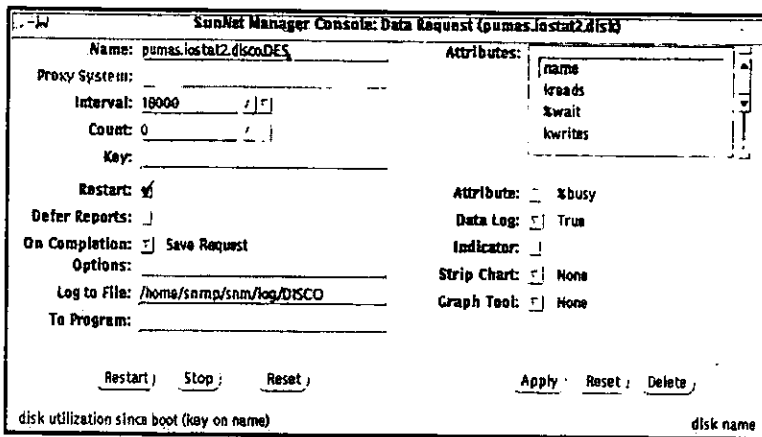 SunNet Manager Console: Data Request (pumas.iostat2.disk)
Name: pumas.iostat2.disco.DES
Proxy System:
Interval: 18000
Count: 0
Key:
Restart:
Defer Reports:
On Completion: Save Request
Options:
Log to File: /home/snmp/snm/log/DISCO
To Program:
Restart Stop Reset
Attributes:
name
kreads
%wait
kwrites
Attribute: %busy
Data Log: True
Indicator:
Strip Chart: None
Graph Tool: None
Apply Reset Delete
disk utilization since boot (key on name)
disk name